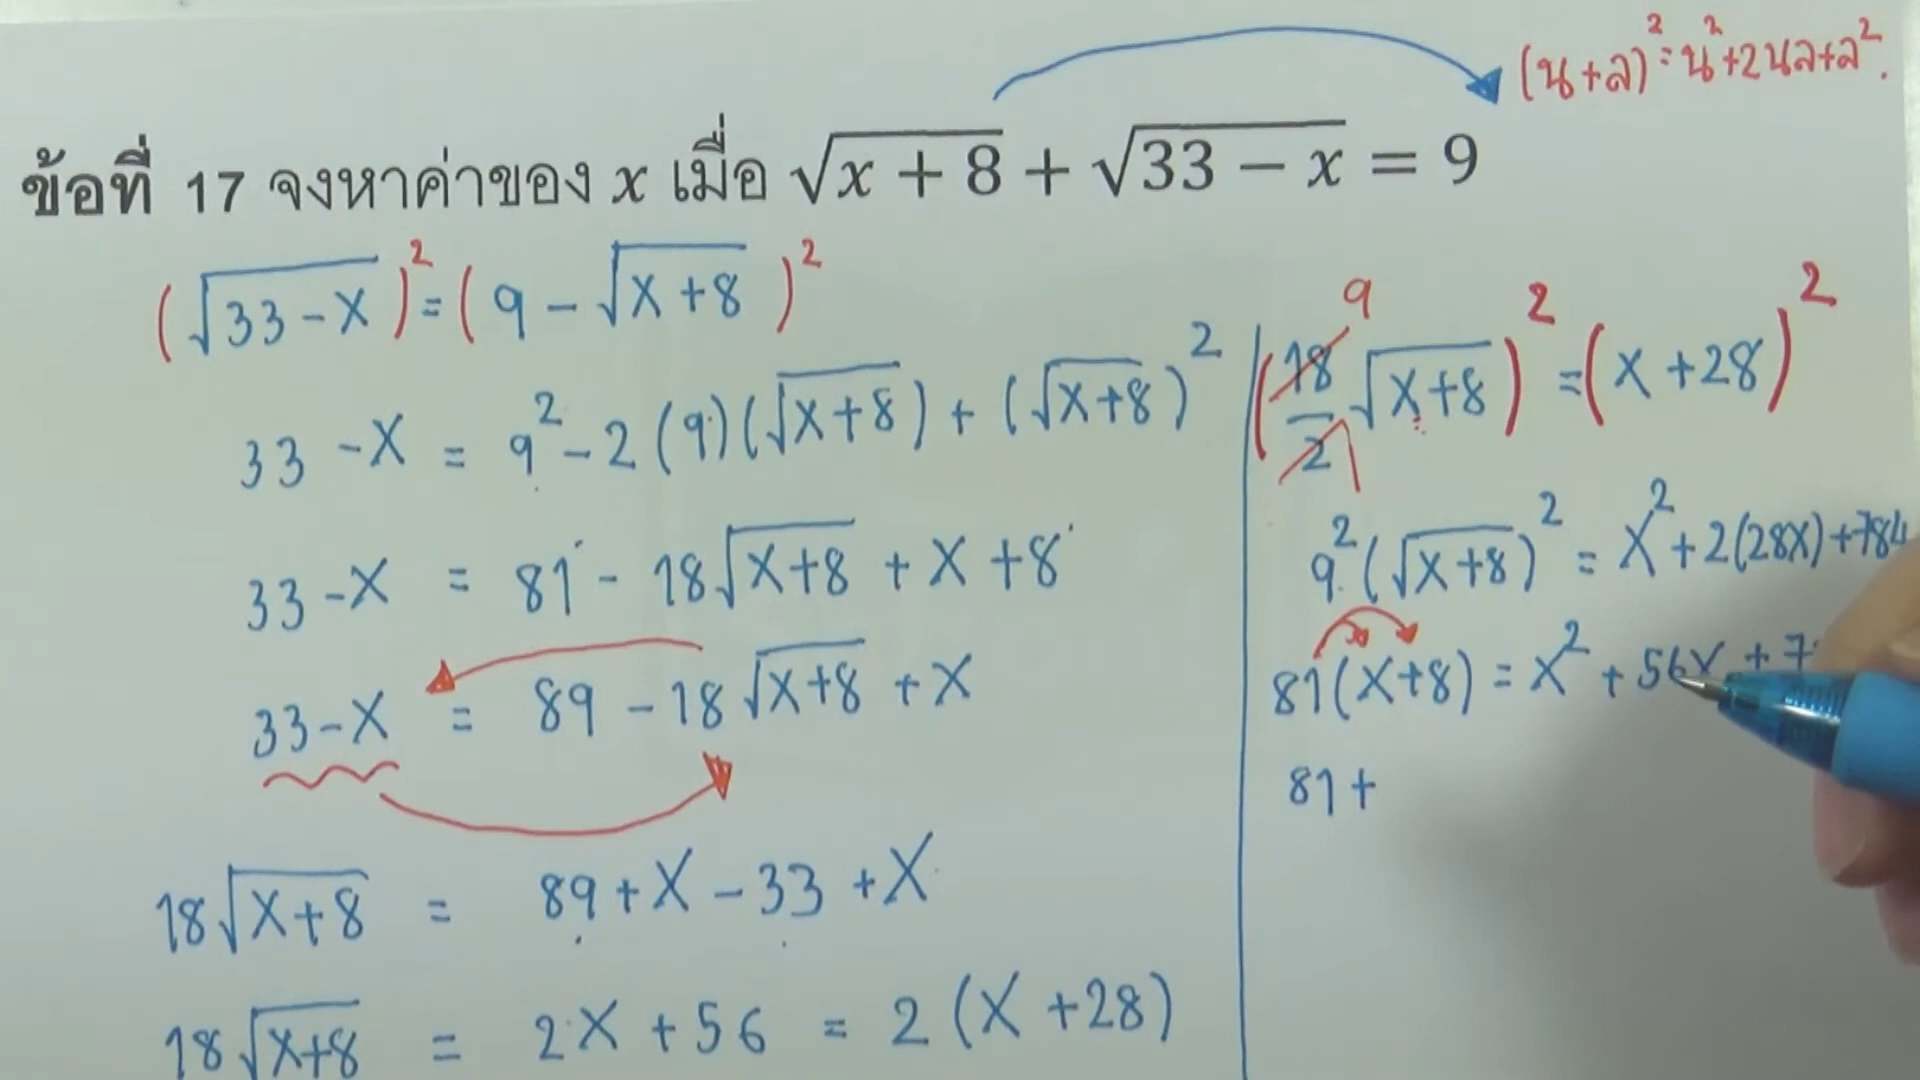 (น+ล)² = น²+2นล+ล².
ข้อที่ 17 จงหาค่าของ x เมื่อ √(x + 8) + √(33 − x) = 9
(√(33-x))² = (9 - √(x+8))²
33 - x = 9² - 2(9)(√(x+8)) + (√(x+8))²
33 - x = 81 - 18√(x+8) + x + 8
33 - x = 89 - 18√(x+8) + x
18√(x+8) = 89 + x - 33 + x
18√(x+8) = 2x + 56 = 2(x + 28)
9
(18/2 √(x+8))² = (x + 28)²
1
9²(√(x+8))² = x² + 2(28x) + 784
81(x+8) = x² + 56x + 7
81 +